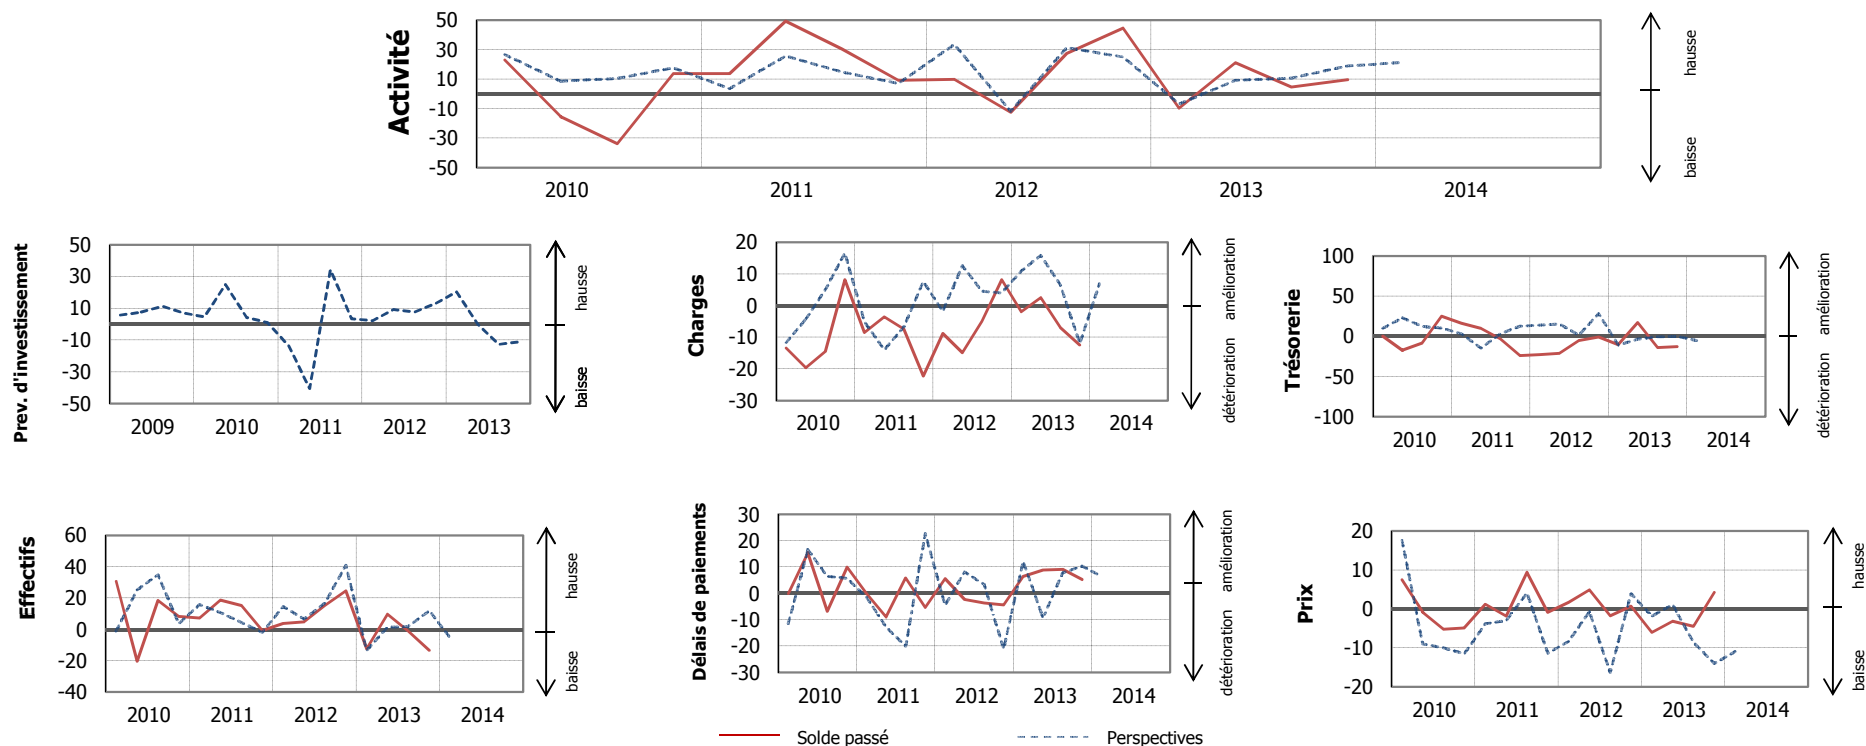 Activité
50
30
10
-10
-30
-50
2010 2011 2012 2013 2014
hausse
baisse
Prev. d'investissement
50
30
10
-10
-30
-50
2009 2010 2011 2012 2013
hausse
baisse
Charges
20
10
0
-10
-20
-30
2010 2011 2012 2013 2014
amélioration
détérioration
Trésorerie
100
50
0
-50
-100
2010 2011 2012 2013 2014
amélioration
détérioration
Effectifs
60
40
20
0
-20
-40
2010 2011 2012 2013 2014
hausse
baisse
Délais de paiements
30
20
10
0
-10
-20
-30
2010 2011 2012 2013 2014
amélioration
détérioration
Prix
20
10
0
-10
-20
2010 2011 2012 2013 2014
hausse
baisse
Solde passé Perspectives